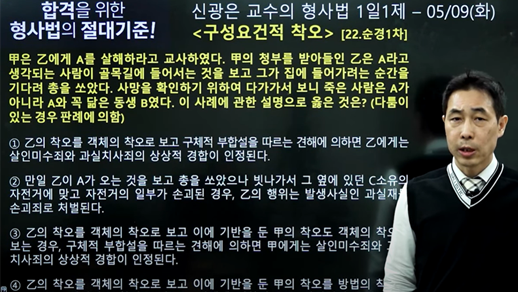 합격을 위한
형사법의 절대기준!
신광은 교수의 형사법 1일1제 – 05/09(화)
<구성요건적 착오> [22.순경1차]
甲은 乙에게 A를 살해하라고 교사하였다. 甲의 청부를 받아들인 乙은 A라고
생각되는 사람이 골목길에 들어서는 것을 보고 그가 집에 들어가려는 순간을
기다려 총을 쏘았다. 사망을 확인하기 위하여 다가가서 보니 죽은 사람은 A가
아니라 A와 꼭 닮은 동생 B였다. 이 사례에 관한 설명으로 옳은 것은? (다툼이
있는 경우 판례에 의함)
① 乙의 착오를 객체의 착오로 보고 구체적 부합설을 따르는 견해에 의하면 乙에게는
살인미수죄와 과실치사죄의 상상적 경합이 인정된다.
② 만일 乙이 A가 오는 것을 보고 총을 쏘았으나 빗나가서 그 옆에 있던 C소유의
자전거에 맞고 자전거의 일부가 손괴된 경우, 乙의 행위는 발생사실인 과실재
손괴죄로 처벌된다.
③ 乙의 착오를 객체의 착오로 보고 이에 기반을 둔 甲의 착오도 객체의 착오
보는 경우, 구체적 부합설을 따르는 견해에 의하면 甲에게는 살인미수죄와 고
치사죄의 상상적 경합이 인정된다.
④ 乙의 착오를 객체의 착오로 보고 이에 기반을 둔 甲의 착오를 방법의 착